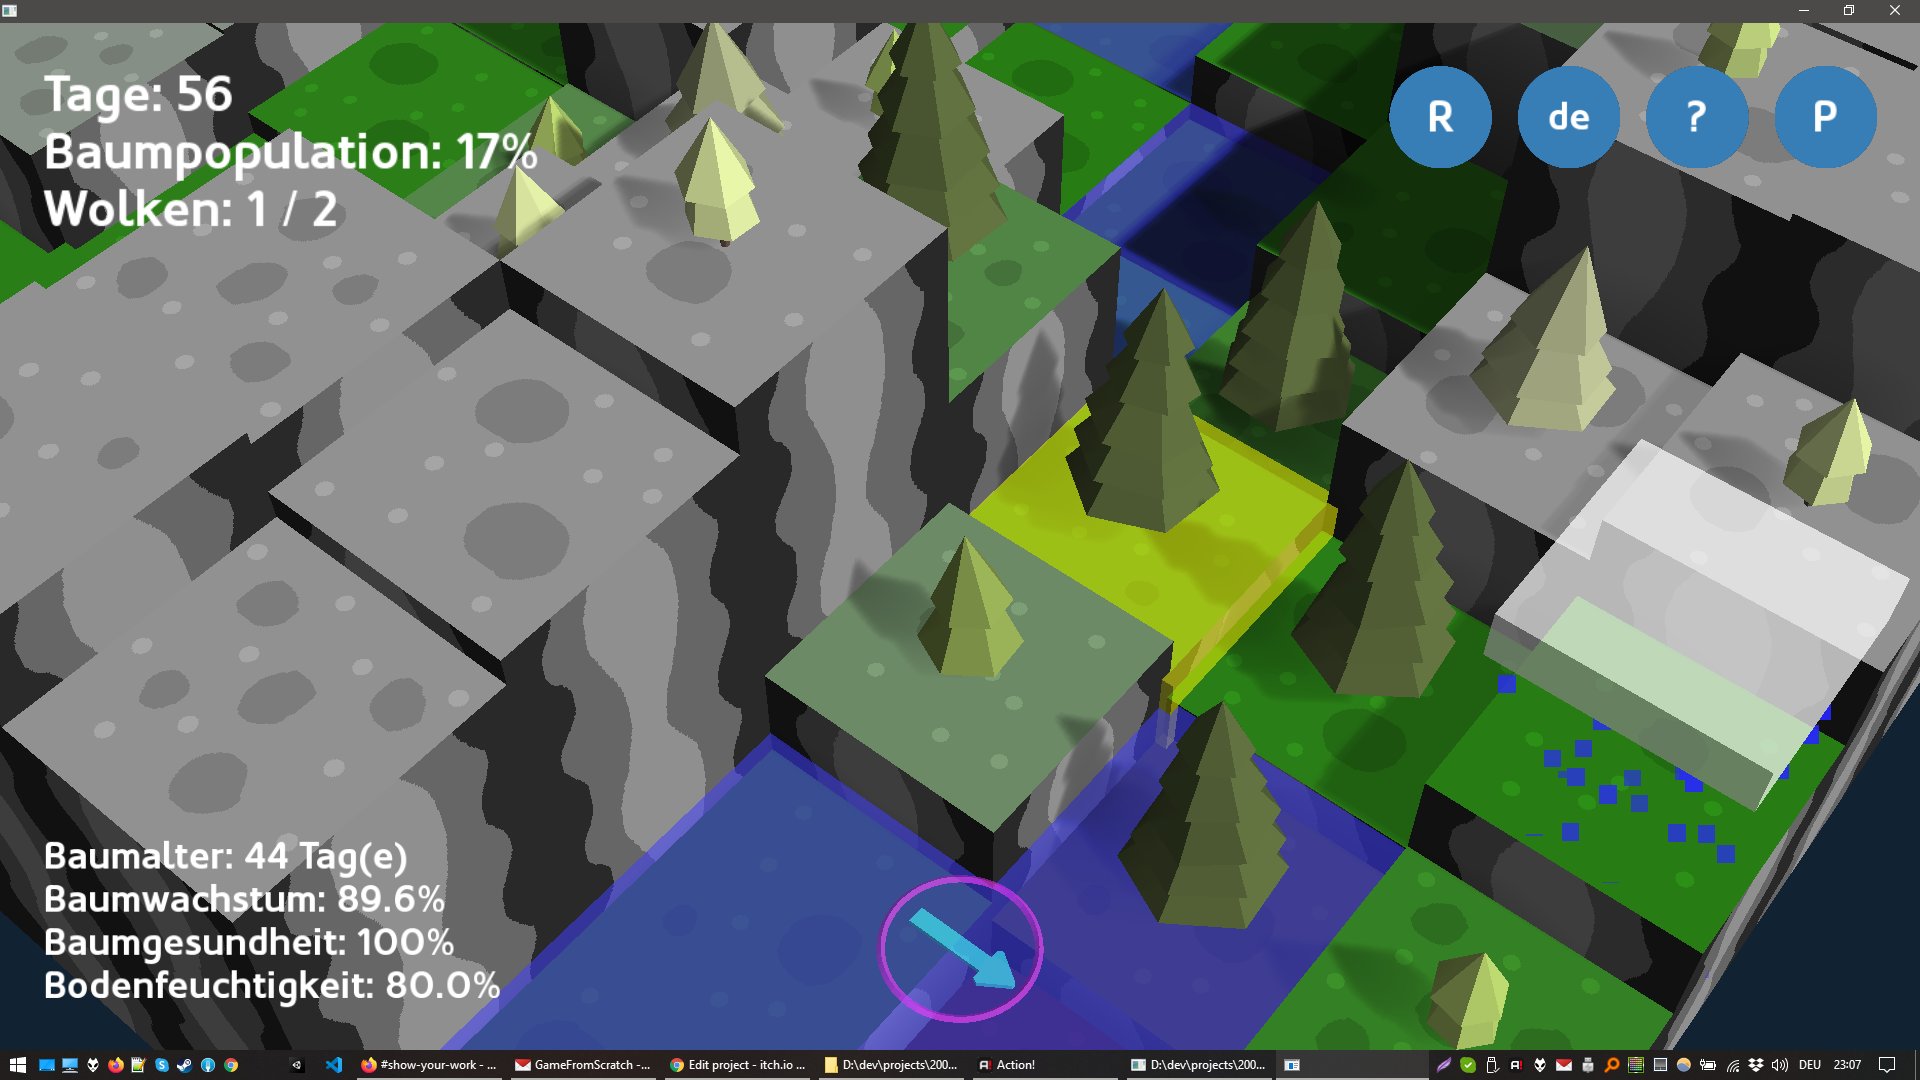 Tage: 56
Baumpopulation: 17%
Wolken: 1 / 2
R de ? P
Baumalter: 44 Tag(e)
Baumwachstum: 89.6%
Baumgesundheit: 100%
Bodenfeuchtigkeit: 80.0%
#show-your-work - ... GameFromScratch -... Edit project - itch.io ... D:\dev\projects\200... Action! D:\dev\projects\200... DEU 23:07